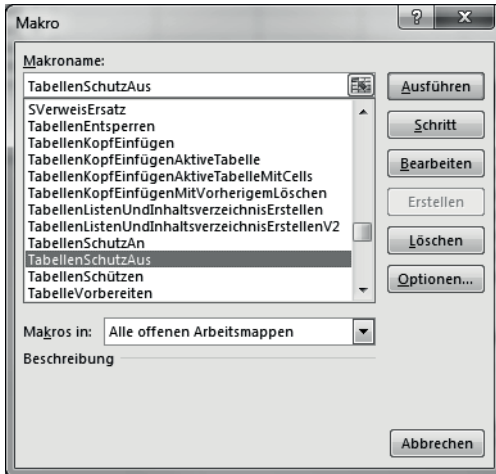 Makro
?
Makroname:
TabellenSchutzAus
Ausführen
SVerweisErsatz
TabellenEntsperren
TabellenKopfEinfügen
TabellenKopfEinfügenAktiveTabelle
TabellenKopfEinfügenAktiveTabelleMitCells
TabellenKopfEinfügenMitVorherigemLöschen
TabellenListenUndInhaltsverzeichnisErstellen
TabellenListenUndInhaltsverzeichnisErstellenV2
TabellenSchutzAn
TabellenSchutzAus
TabellenSchützen
TabelleVorbereiten
Schritt
Bearbeiten
Erstellen
Löschen
Optionen...
Makros in: Alle offenen Arbeitsmappen
Beschreibung
Abbrechen